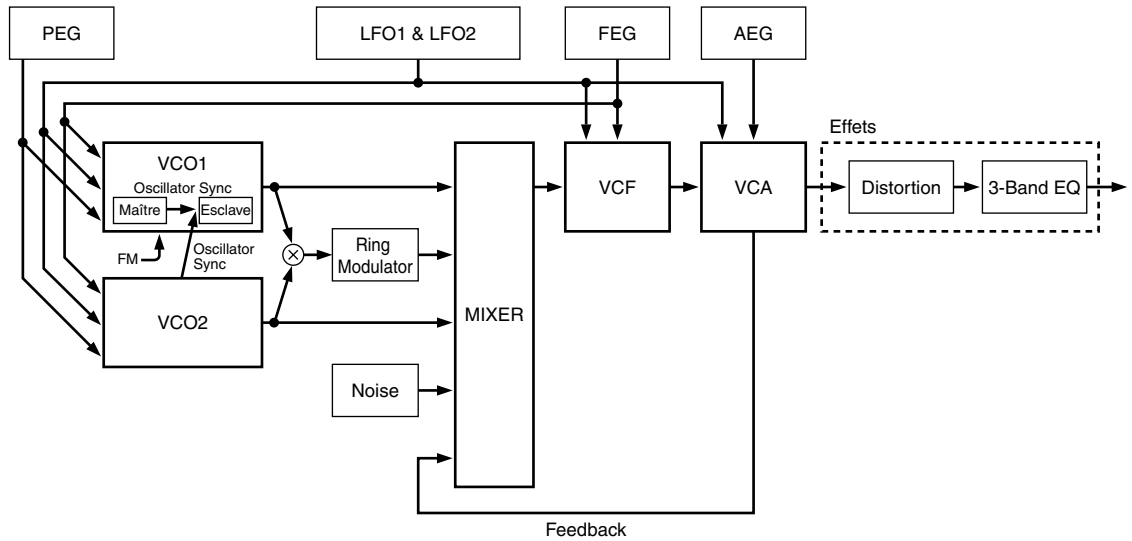 PEG
LFO1 & LFO2
FEG
AEG
Effets
VCO1
Oscillator Sync
Maître
Esclave
FM
Oscillator
Sync
VCO2
×
Ring
Modulator
Noise
MIXER
VCF
VCA
Distortion
3-Band EQ
Feedback